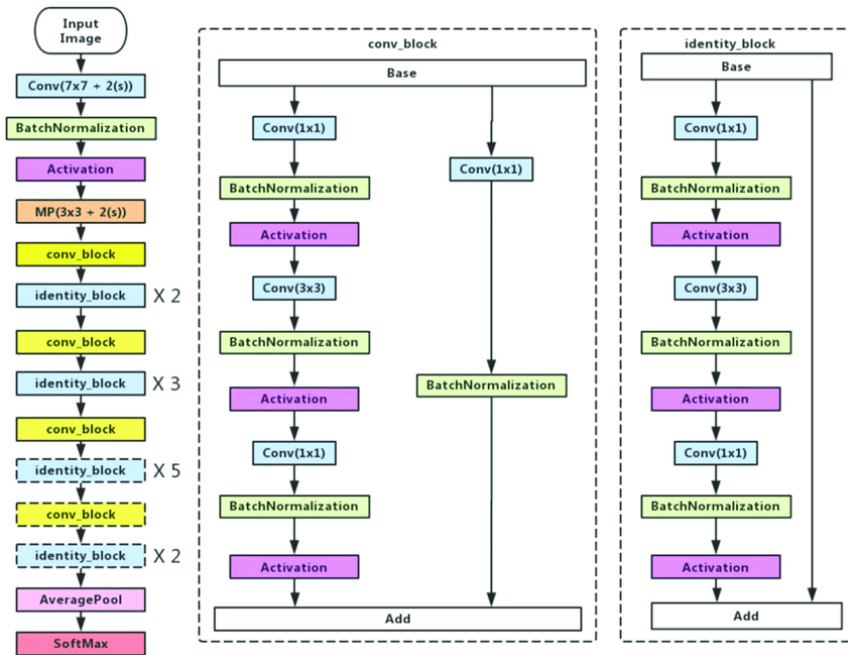 Input
Image
Conv(7x7 + 2(s))
BatchNormalization
Activation
MP(3x3 + 2(s))
conv_block
identity_block X 2
conv_block
identity_block X 3
conv_block
identity_block X 5
conv_block
identity_block X 2
AveragePool
SoftMax
conv_block
Base
Conv(1x1)
BatchNormalization
Activation
Conv(3x3)
BatchNormalization
Activation
Conv(1x1)
BatchNormalization
Activation
Conv(1x1)
BatchNormalization
Add
identity_block
Base
Conv(1x1)
BatchNormalization
Activation
Conv(3x3)
BatchNormalization
Activation
Conv(1x1)
BatchNormalization
Activation
Add